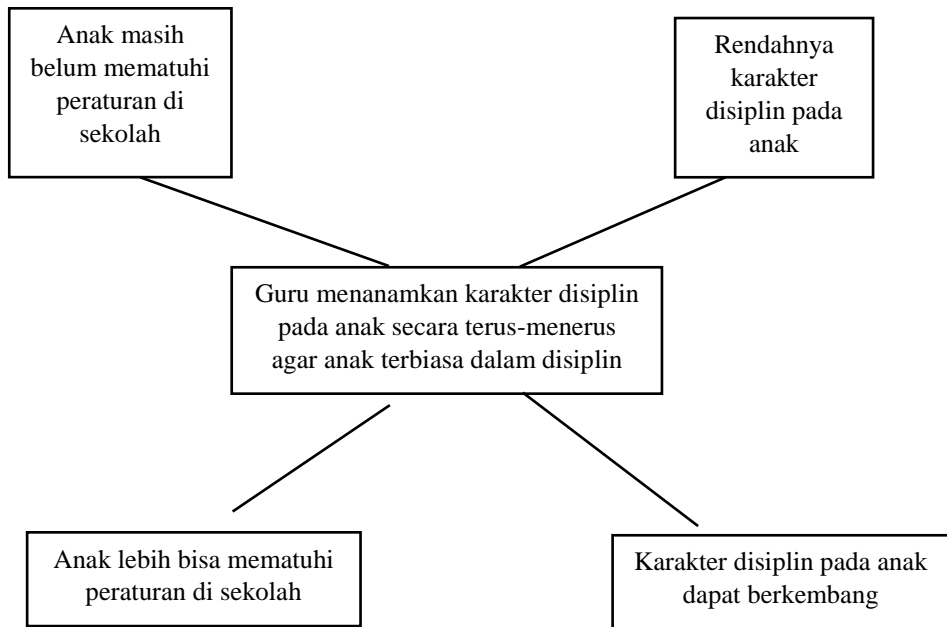 Anak masih
belum mematuhi
peraturan di
sekolah
Rendahnya
karakter
disiplin pada
anak
Guru menanamkan karakter disiplin
pada anak secara terus-menerus
agar anak terbiasa dalam disiplin
Anak lebih bisa mematuhi
peraturan di sekolah
Karakter disiplin pada anak
dapat berkembang